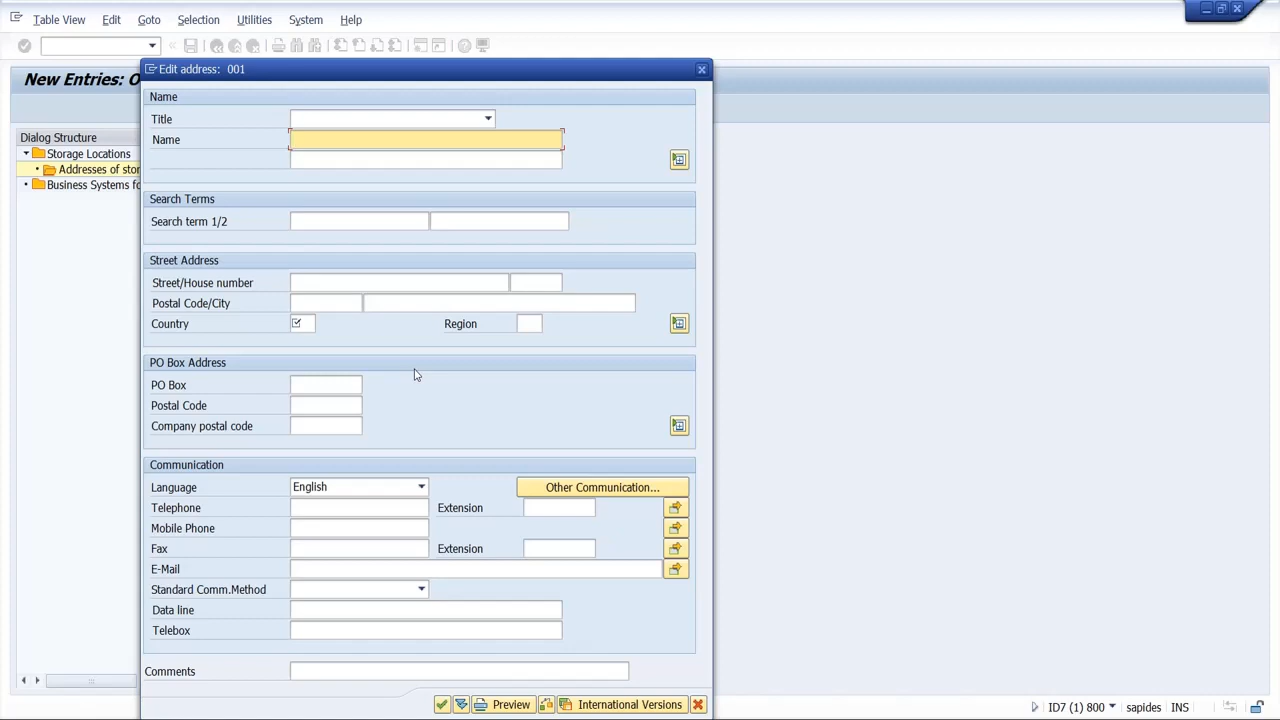 Table View Edit Goto Selection Utilities System Help
New Entries: O
Edit address: 001
Dialog Structure
Storage Locations
Addresses of stor
Business Systems fo
Name
Title
Name
Search Terms
Search term 1/2
Street Address
Street/House number
Postal Code/City
Country Region
PO Box Address
PO Box
Postal Code
Company postal code
Communication
Language English Other Communication...
Telephone Extension
Mobile Phone
Fax Extension
E-Mail
Standard Comm.Method
Data line
Telebox
Comments
Preview International Versions
ID7 (1) 800 sapides INS